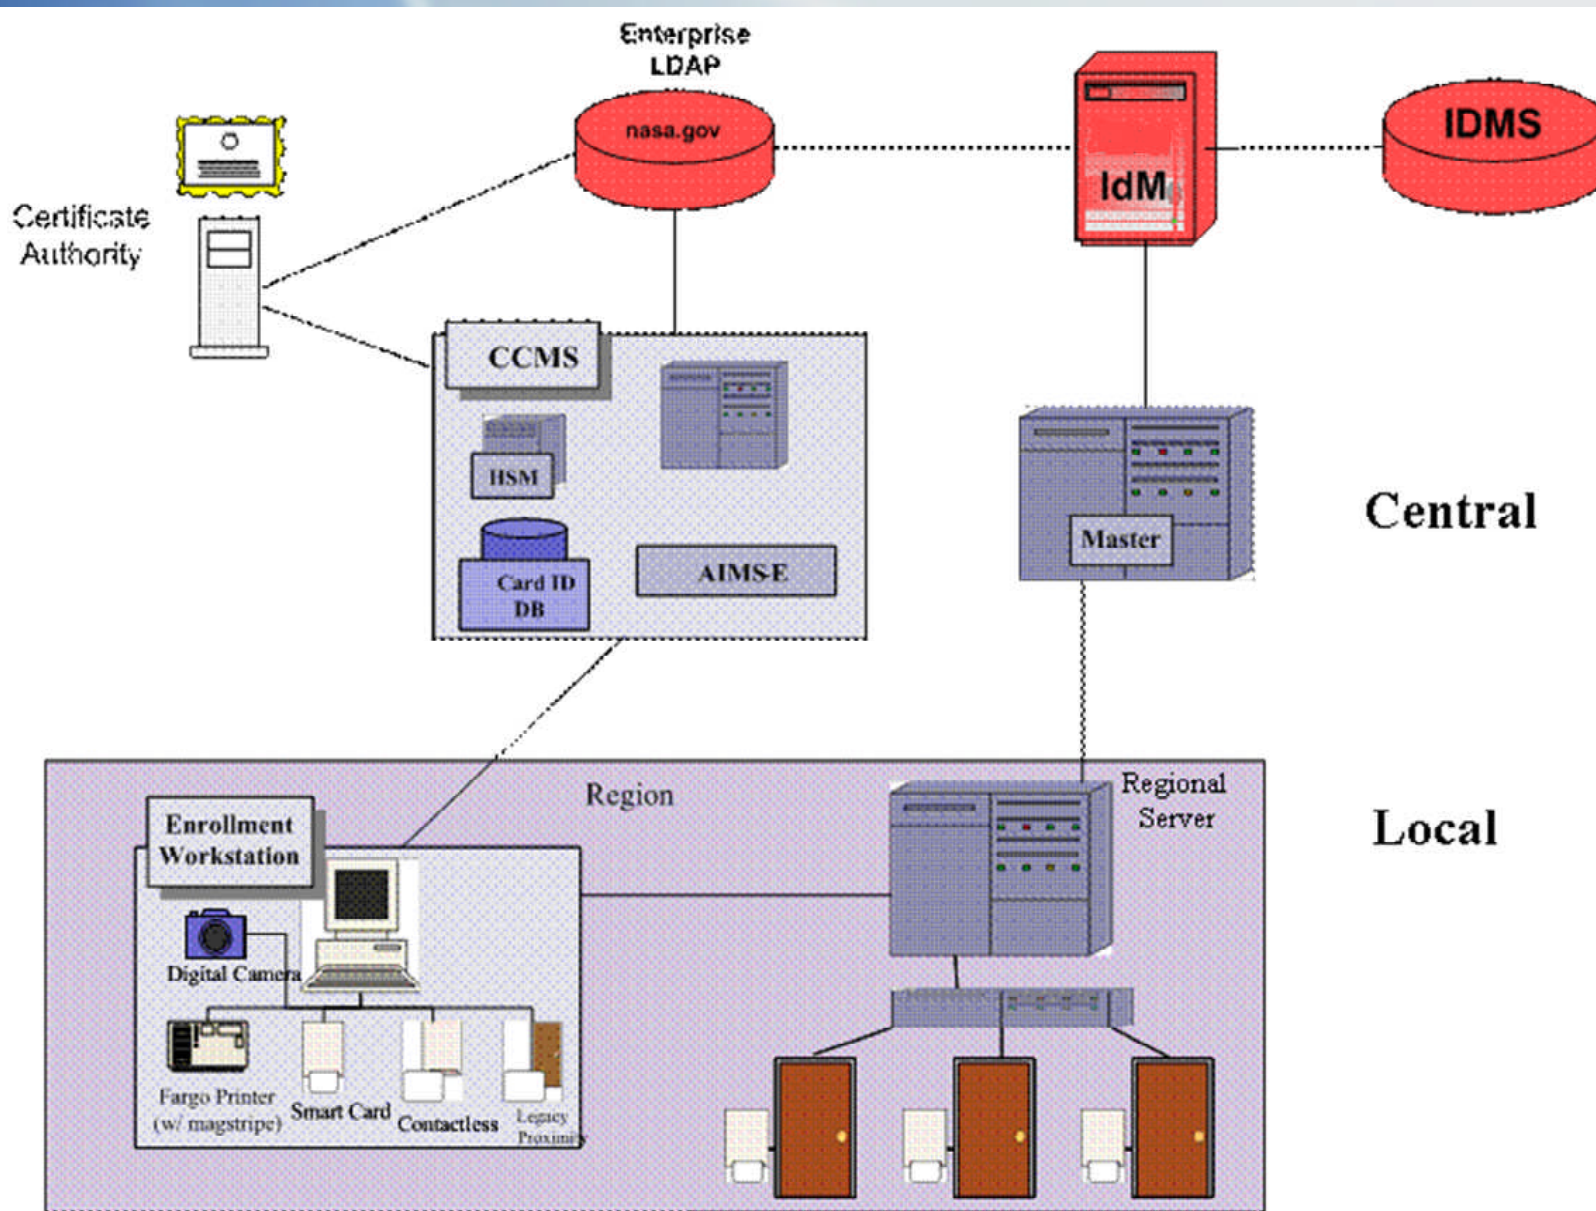 Enterprise
LDAP
nasa.gov
IdM
IDMS
Certificate
Authority
CCMS
HSM
Card ID
DB
AIMS-E
Master
Central
Region
Regional
Server
Local
Enrollment
Workstation
Digital Camera
Fargo Printer
(w/ magstripe)
Smart Card
Contactless
Legacy
Proximity